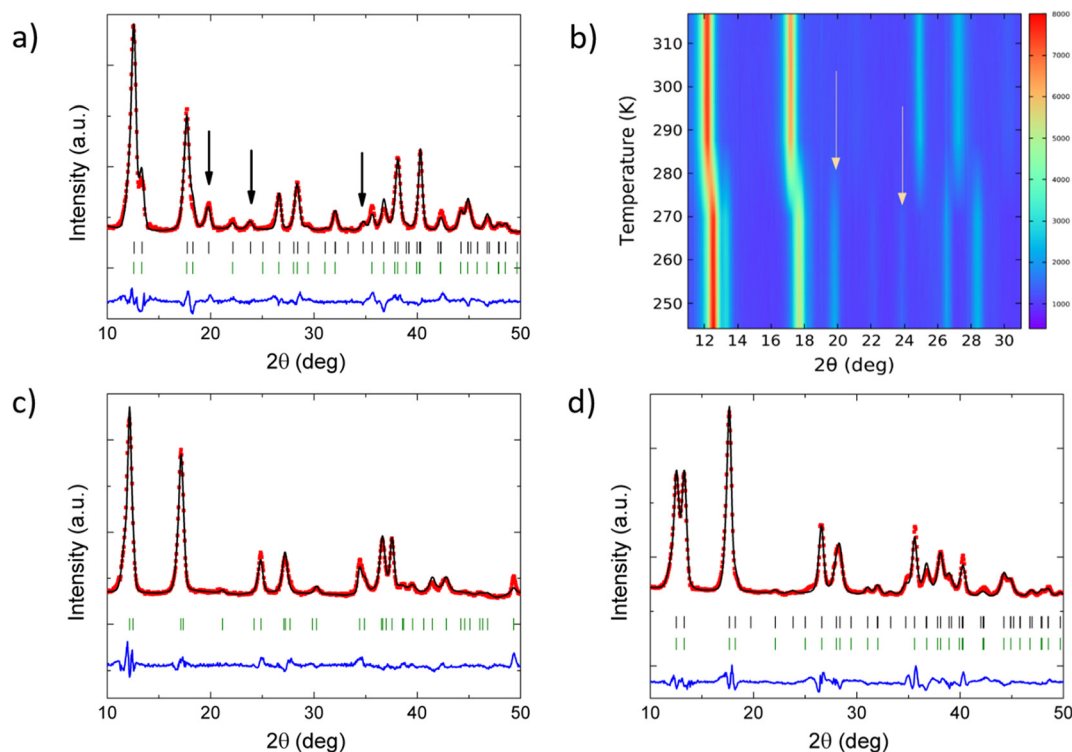 a)
Intensity (a.u.)
10 20 30 40 50
2θ (deg)
b)
Temperature (K)
310
300
290
280
270
260
250
12 14 16 18 20 22 24 26 28 30
2θ (deg)
8000
7000
6000
5000
4000
3000
2000
1000
c)
Intensity (a.u.)
10 20 30 40 50
2θ (deg)
d)
Intensity (a.u.)
10 20 30 40 50
2θ (deg)